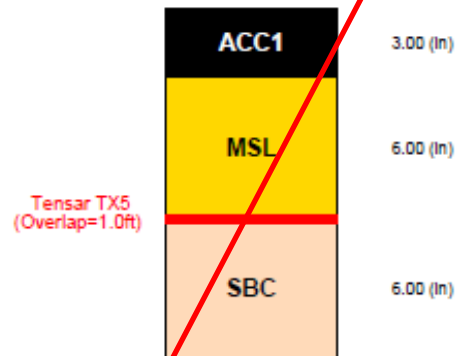 ACC1 3.00 (in)
MSL 6.00 (in)
Tensar TX5
(Overlap=1.0ft)
SBC 6.00 (in)